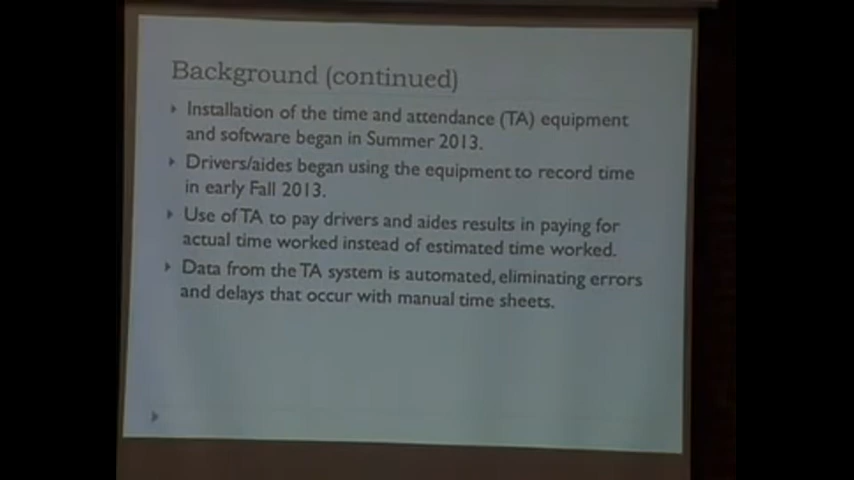 Background (continued)
Installation of the time and attendance (TA) equipment
and software began in Summer 2013.
Drivers/aides began using the equipment to record time
in early Fall 2013.
Use of TA to pay drivers and aides results in paying for
actual time worked instead of estimated time worked.
Data from the TA system is automated, eliminating errors
and delays that occur with manual time sheets.